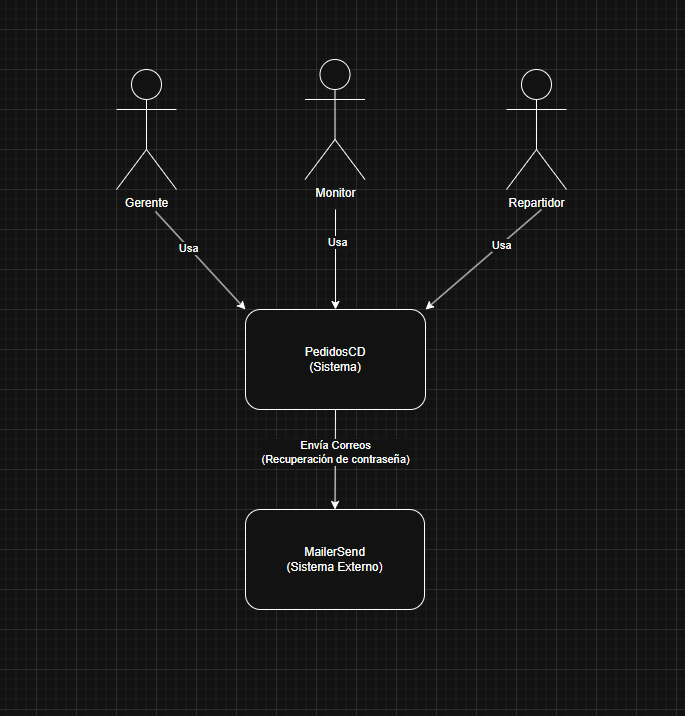 Gerente
Monitor
Repartidor
Usa
Usa
Usa
PedidosCD
(Sistema)
Envía Correos
(Recuperación de contraseña)
MailerSend
(Sistema Externo)